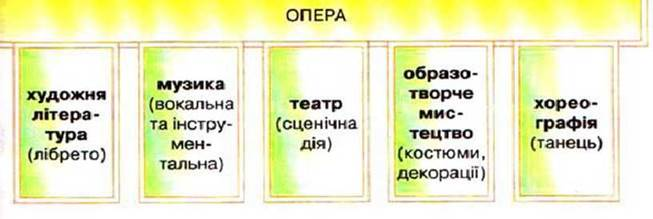 ОПЕРА
художня
літера-
тура
(лібрето)
музика
(вокальна
та інстру-
мен-
тальна)
театр
(сценічна
дія)
образо-
творче
мис-
тецтво
(костюми,
декорації)
хорео-
графія
(танець)